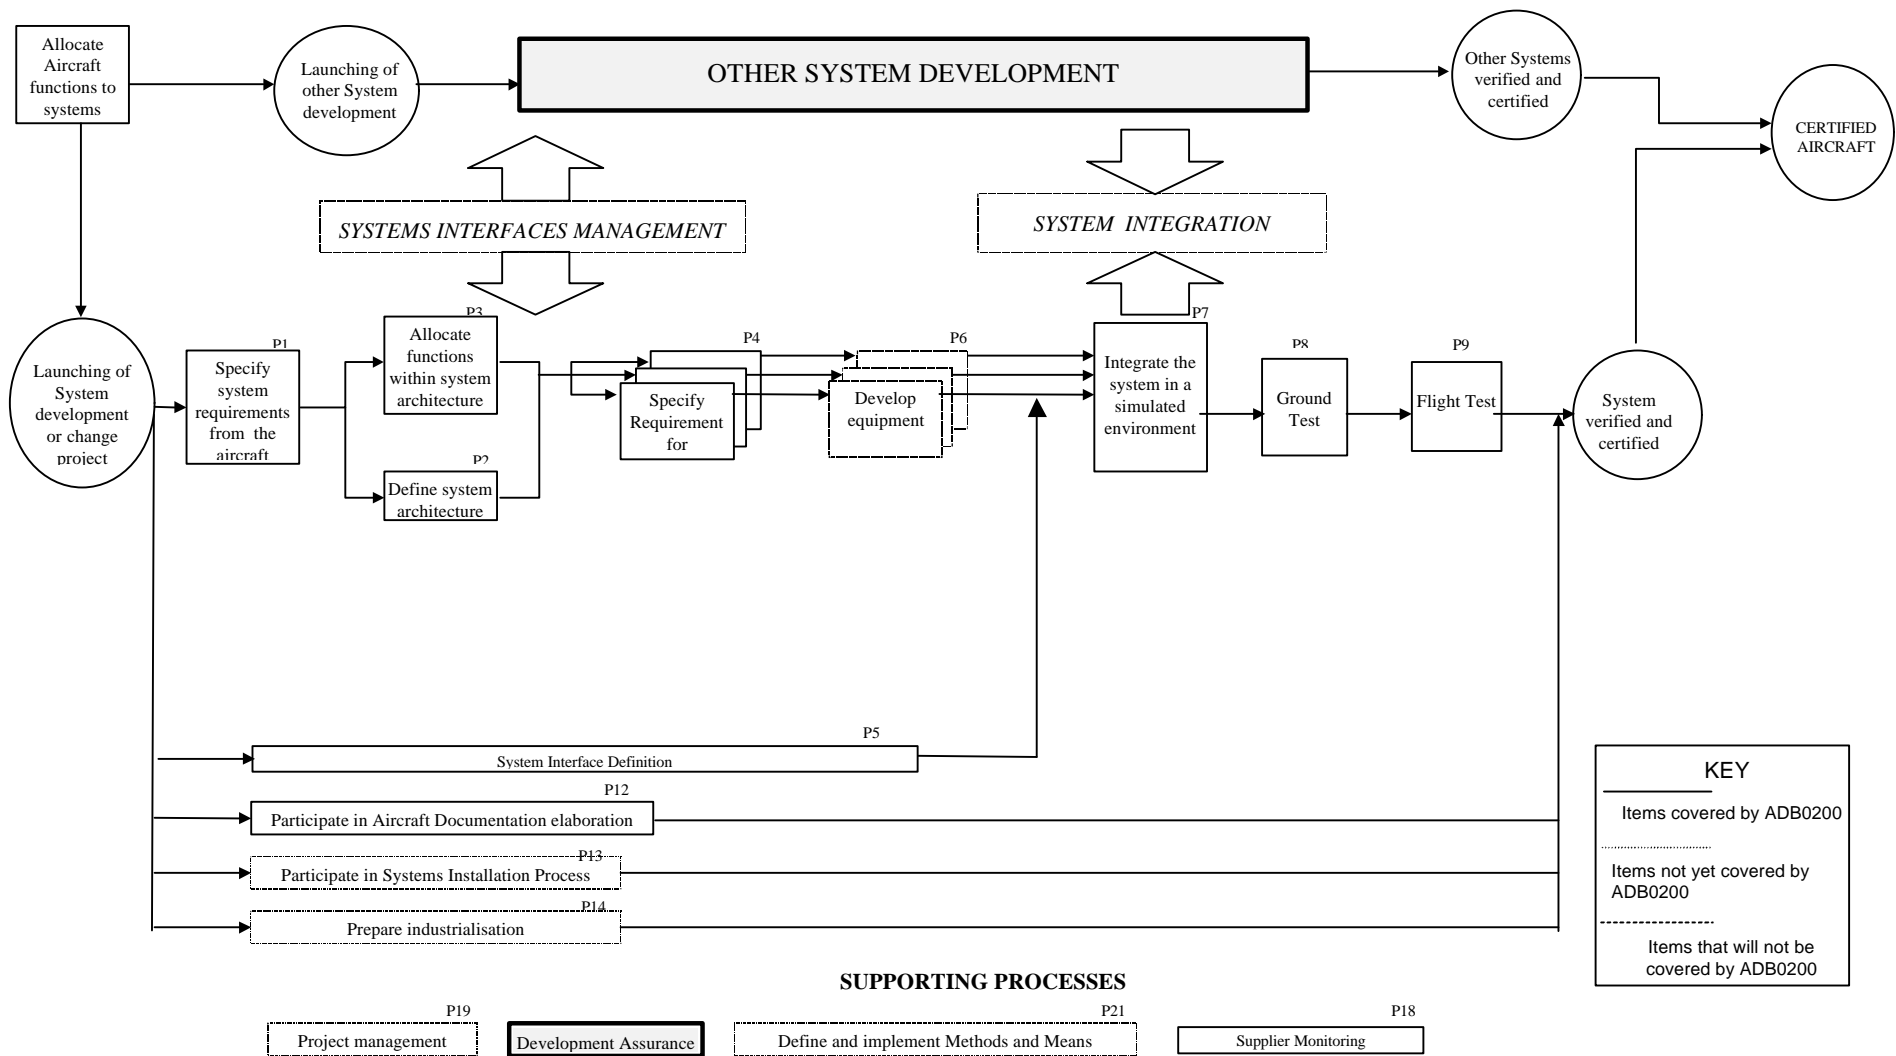 Allocate
Aircraft
functions to
systems
Launching of
other System
development
OTHER SYSTEM DEVELOPMENT
Other Systems
verified and
certified
CERTIFIED
AIRCRAFT
SYSTEMS INTERFACES MANAGEMENT
SYSTEM INTEGRATION
Launching of
System
development
or change
project
P1
Specify
system
requirements
from the
aircraft
P3
Allocate
functions
within system
architecture
P2
Define system
architecture
P4
Specify
Requirement
for
P6
Develop
equipment
P7
Integrate the
system in a
simulated
environment
P8
Ground
Test
P9
Flight Test
System
verified and
certified
P5
System Interface Definition
P12
Participate in Aircraft Documentation elaboration
P13
Participate in Systems Installation Process
P14
Prepare industrialisation
KEY
Items covered by ADB0200
Items not yet covered by
ADB0200
Items that will not be
covered by ADB0200
SUPPORTING PROCESSES
P19
Project management
Development Assurance
P21
Define and implement Methods and Means
P18
Supplier Monitoring